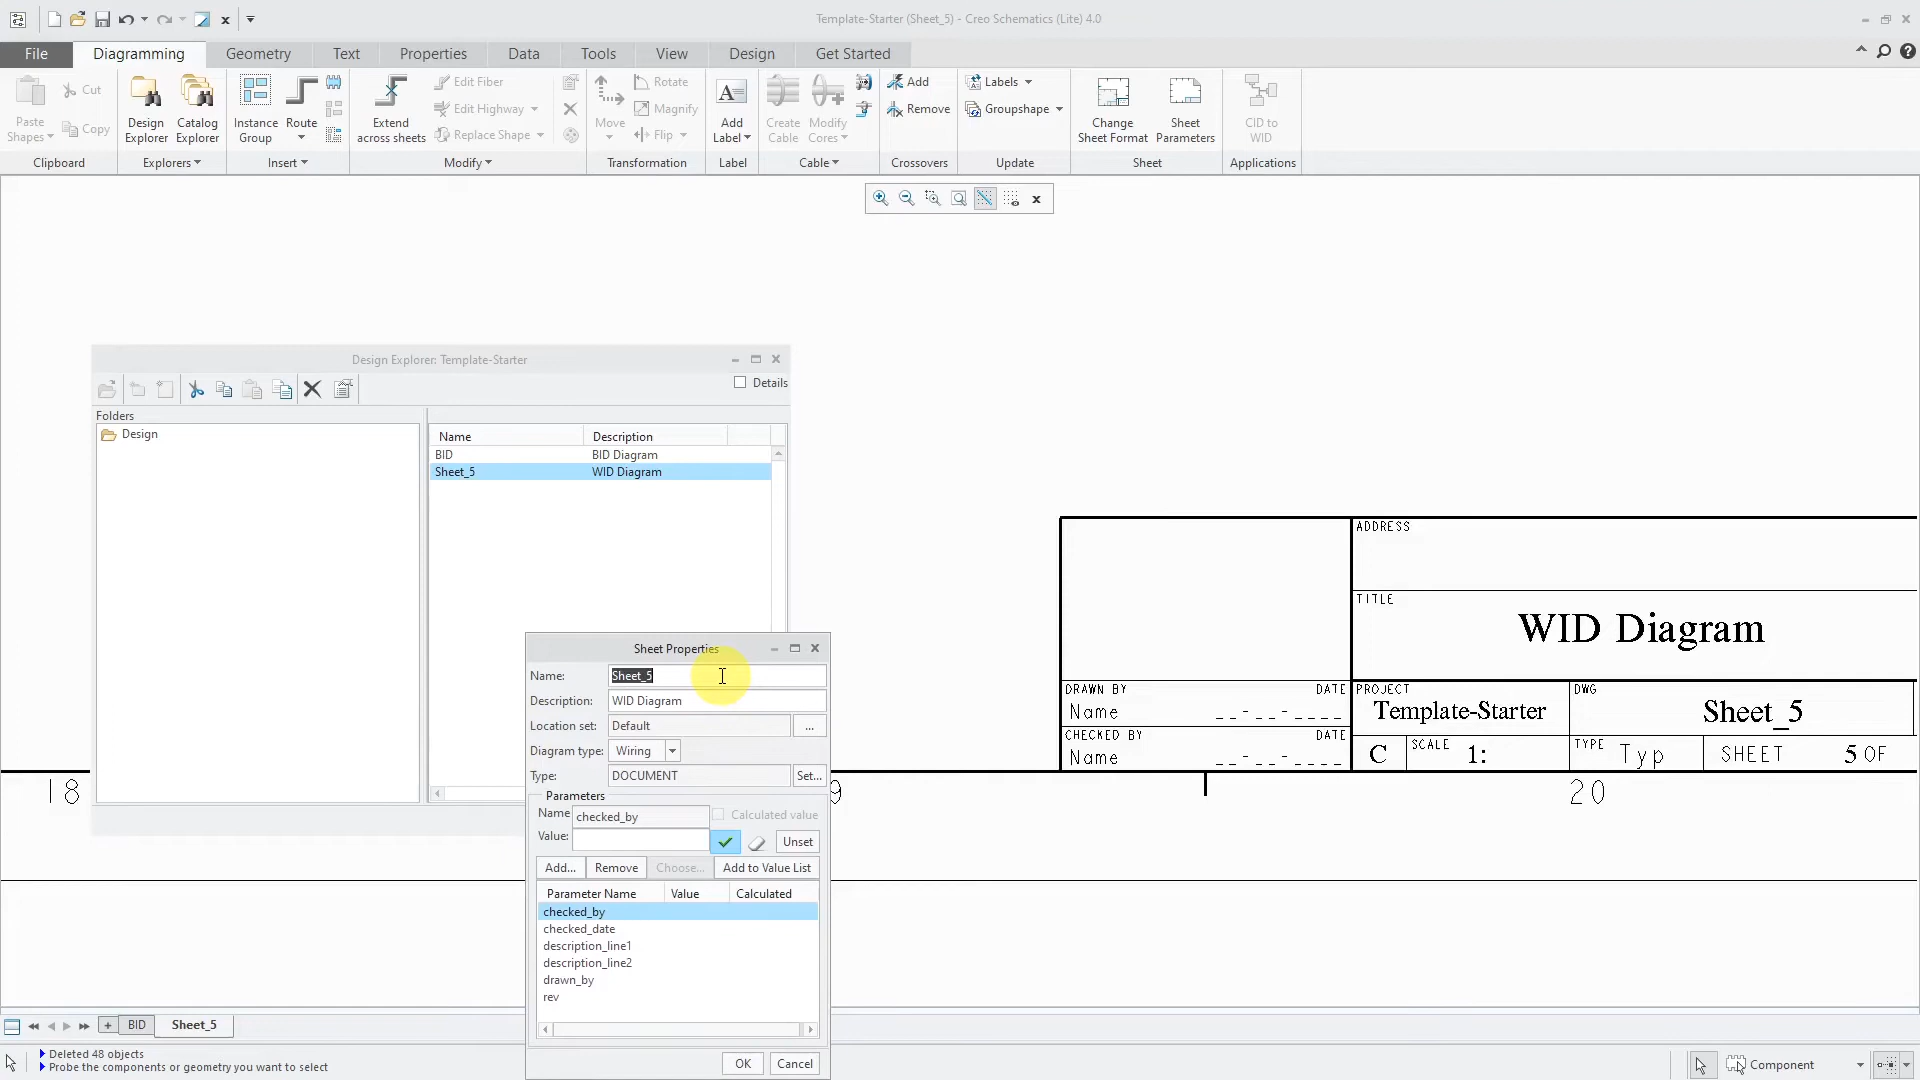 Template-Starter (Sheet_5) - Creo Schematics (Lite) 4.0
File Diagramming Geometry Text Properties Data Tools View Design Get Started
Paste Shapes
Cut
Copy
Clipboard
Design Explorer
Catalog Explorer
Explorers
Instance Group
Route
Insert
Extend across sheets
Edit Fiber
Edit Highway
Replace Shape
Modify
Move
Rotate
Magnify
Flip
Transformation
Add Label
Label
Create Cable
Modify Cores
Cable
Add
Remove
Crossovers
Labels
Groupshape
Update
Change Sheet Format
Sheet Parameters
Sheet
CID to WID
Applications
Design Explorer: Template-Starter
Details
Folders
Design
Name Description
BID BID Diagram
Sheet_5 WID Diagram
Sheet Properties
Name: Sheet_5
Description: WID Diagram
Location set: Default ...
Diagram type: Wiring
Type: DOCUMENT Set...
Parameters
Name checked_by Calculated value
Value: Unset
Add... Remove Choose... Add to Value List
Parameter Name Value Calculated
checked_by
checked_date
description_line1
description_line2
drawn_by
rev
OK Cancel
ADDRESS
TITLE
WID Diagram
DRAWN BY DATE
Name __-__-____
CHECKED BY DATE
Name __-__-____
PROJECT
Template-Starter
DWG
Sheet_5
C SCALE 1: TYPE Typ SHEET 5 OF
18 9 20
BID Sheet_5
Deleted 48 objects
Probe the components or geometry you want to select
Component